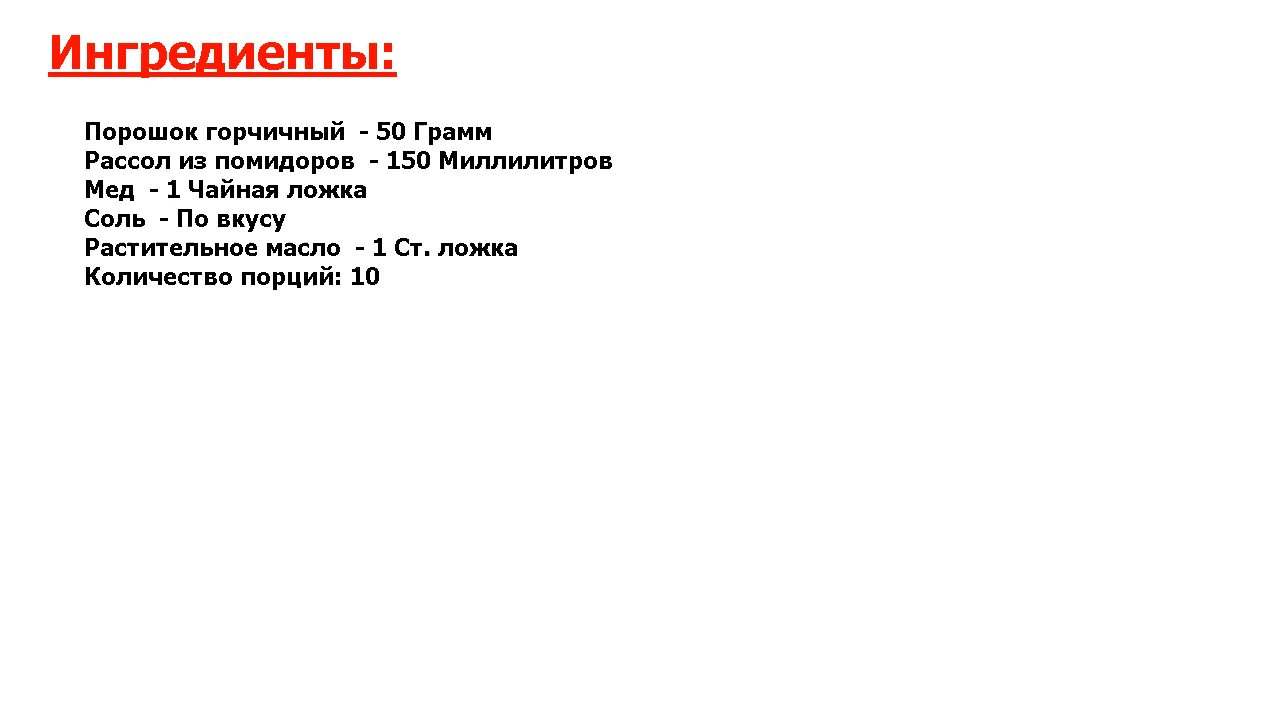 Ингредиенты:
Порошок горчичный  - 50 Грамм
Рассол из помидоров  - 150 Миллилитров
Мед  - 1 Чайная ложка
Соль  - По вкусу
Растительное масло  - 1 Ст. ложка
Количество порций: 10